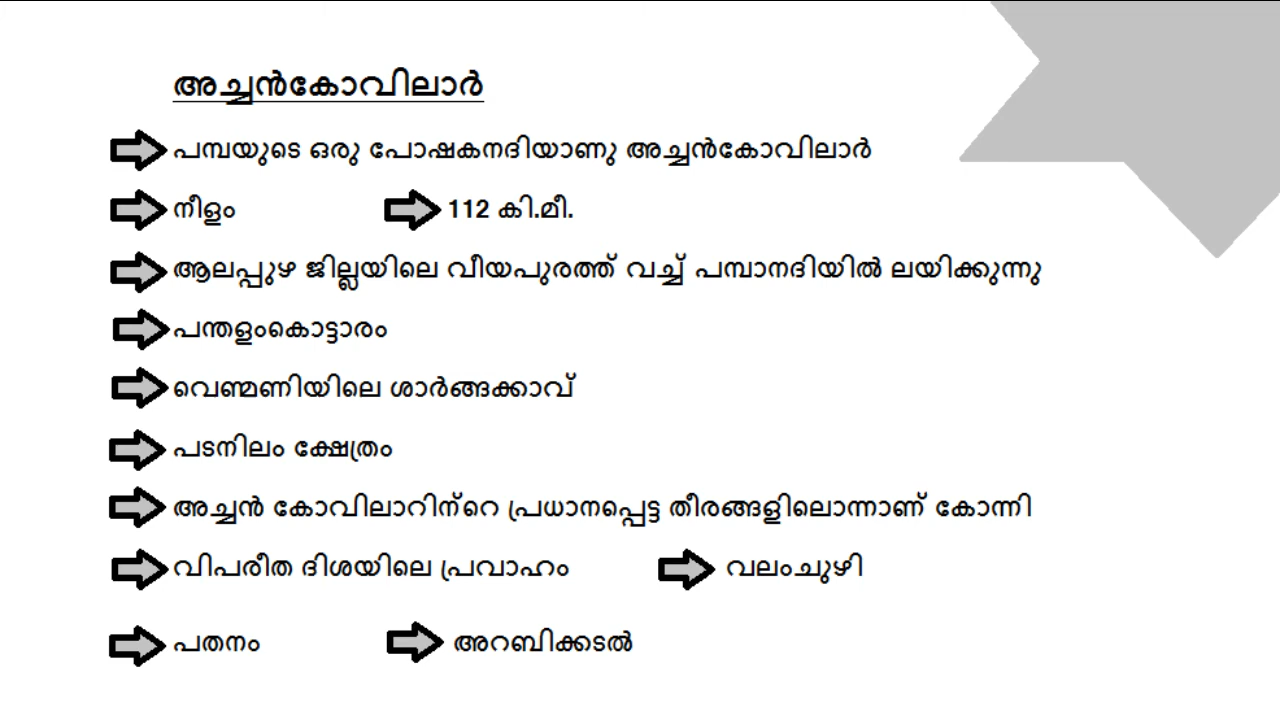 അച്ചൻകോവിലാർ
പമ്പയുടെ ഒരു പോഷകനദിയാണു അച്ചൻകോവിലാർ
നീളം 112 കി.മീ.
ആലപ്പുഴ ജില്ലയിലെ വീയപുരത്ത് വച്ച് പമ്പാനദിയിൽ ലയിക്കുന്നു
പന്തളംകൊട്ടാരം
വെണ്മണിയിലെ ശാർങ്ങക്കാവ്
പടനിലം ക്ഷേത്രം
അച്ചൻ കോവിലാറിന്റെ പ്രധാനപ്പെട്ട തീരങ്ങളിലൊന്നാണ് കോന്നി
വിപരീത ദിശയിലെ പ്രവാഹം വലംചുഴി
പതനം അറബിക്കടൽ